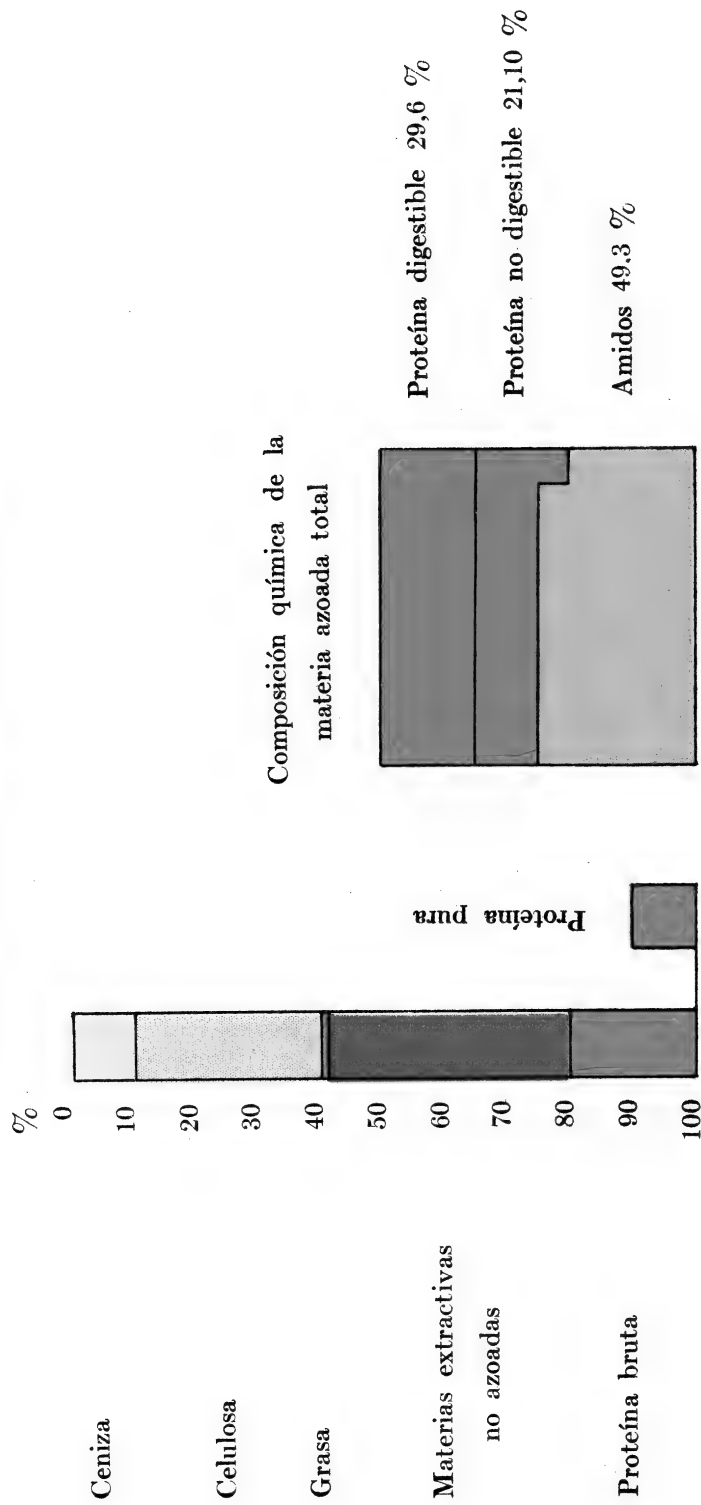 %
0
10
20
30
40
50
60
70
80
90
100
Ceniza
Celulosa
Grasa
Materias extractivas
no azoadas
Proteína bruta
Proteína pura
Composición química de la
materia azoada total
Proteína digestible 29,6 %
Proteína no digestible 21,10 %
Amidos 49.3 %